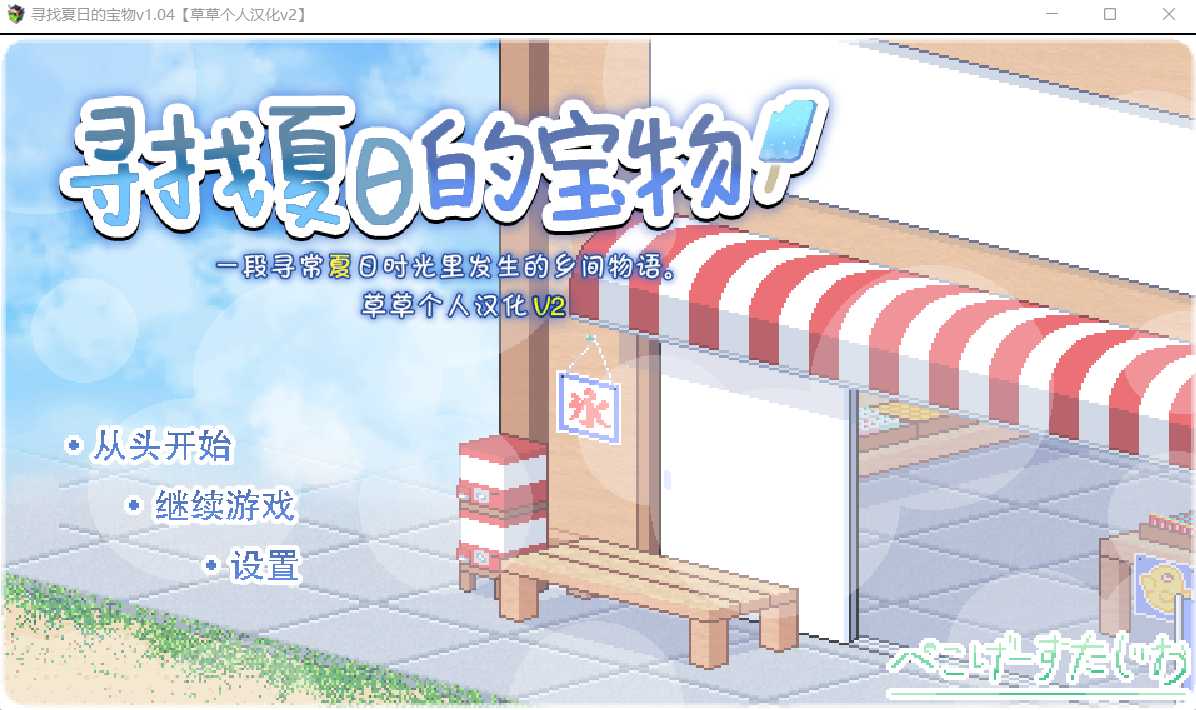 寻找夏日的宝物v1.04【草草个人汉化v2】
寻找夏日的宝物
一段寻常夏日时光里发生的乡间物语。
草草个人汉化V2
氷
• 从头开始
• 继续游戏
• 设置
ぺこげーすたじお